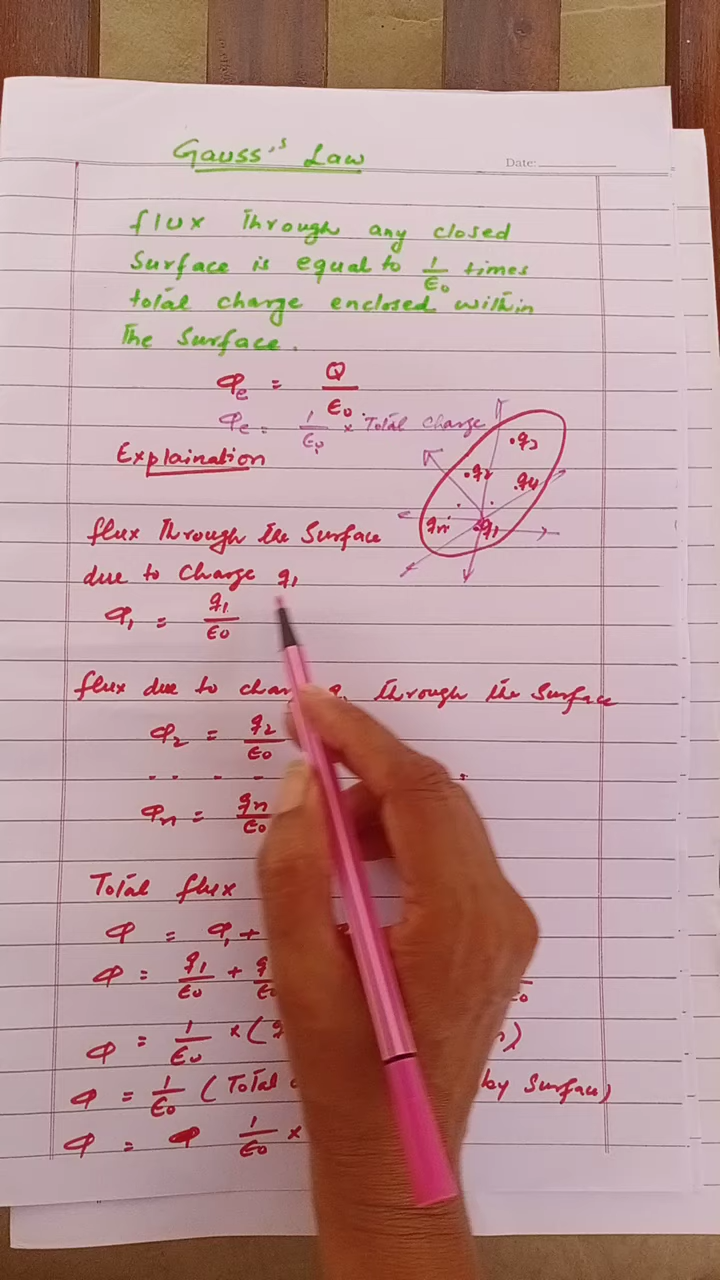 Gauss's Law
Date:
flux Through any closed
Surface is equal to 1/ε0 times
total charge enclosed within
The Surface.
φe = Q/ε0.
φe = 1/ε0 × Total Charge
Explaination
.q3
.q2
.q4
qn
q1
flux Through the Surface
due to charge q1
φ1 = q1/ε0
flux due to through the Surface
φ2 = q2/ε0
- - - -
φn = qn/ε0
Total flux
φ = φ1 +
φ = q1/ε0 +
φ = 1/ε0 × ( )
φ = 1/ε0 ( Total by Surface)
φ = 1/ε0 ×